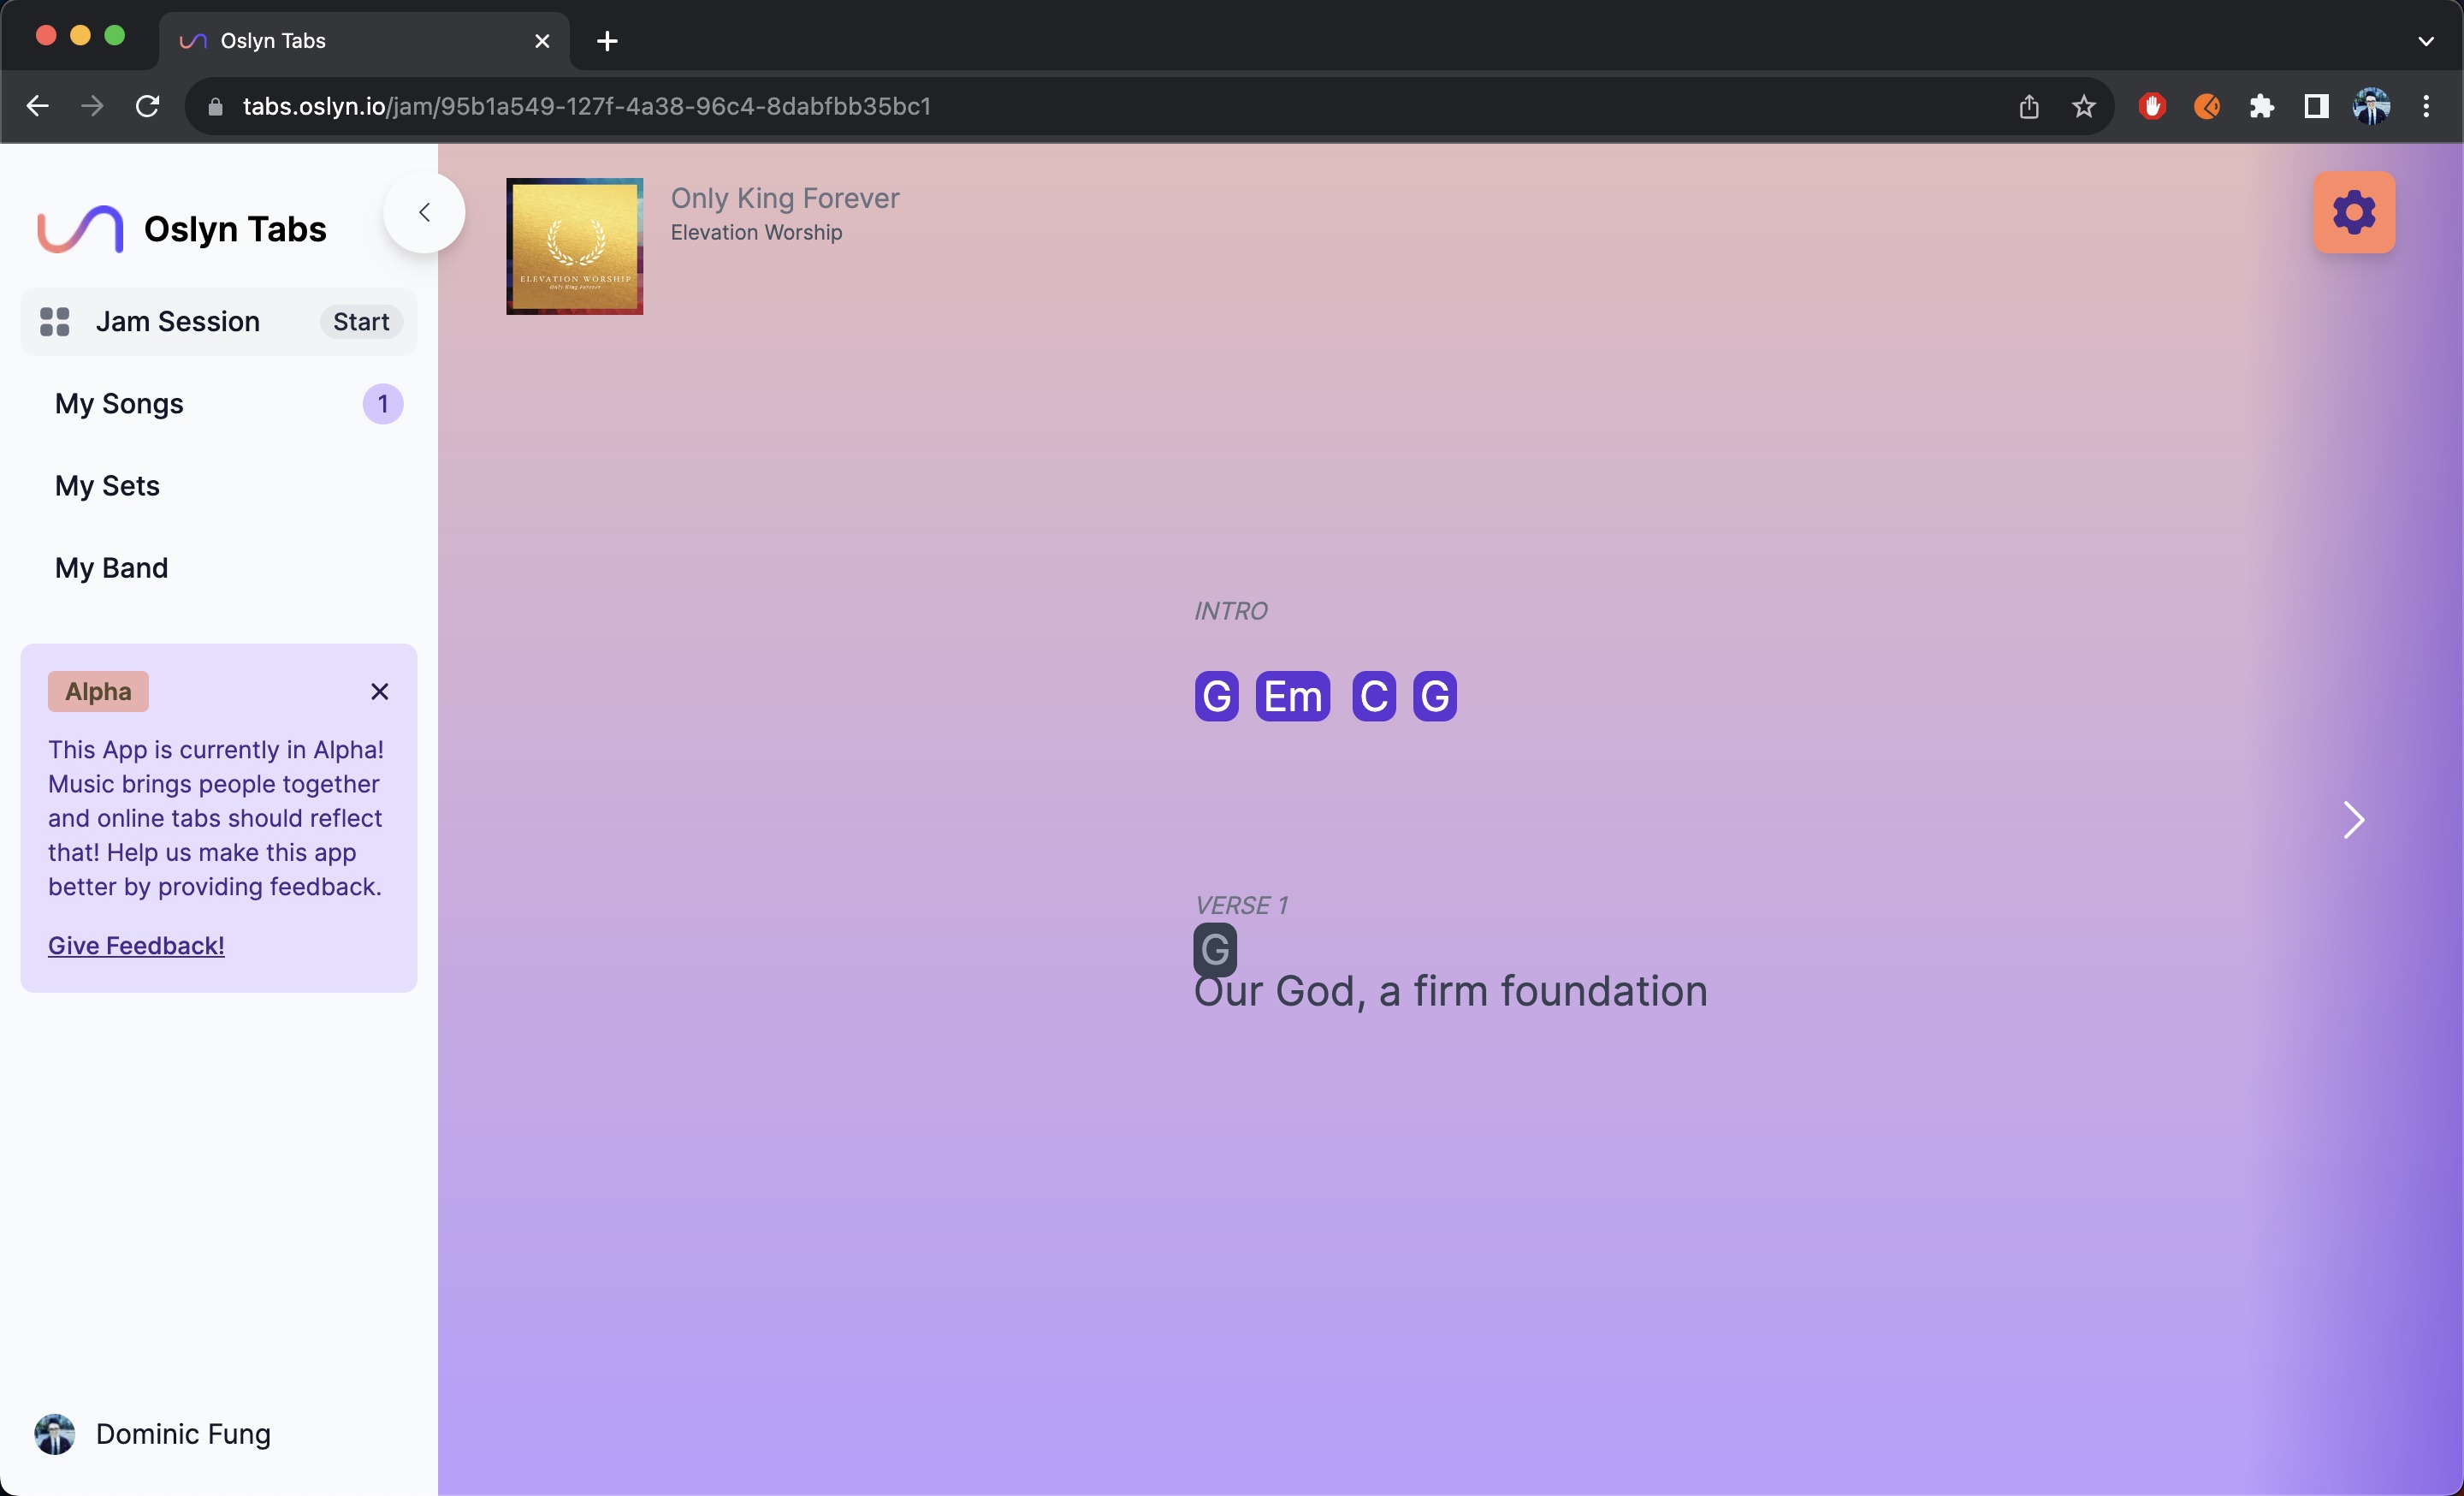 Oslyn Tabs
tabs.oslyn.io/jam/95b1a549-127f-4a38-96c4-8dabfbb35bc1
Oslyn Tabs
Jam Session Start
My Songs 1
My Sets
My Band
Alpha
This App is currently in Alpha!
Music brings people together
and online tabs should reflect
that! Help us make this app
better by providing feedback.
Give Feedback!
Dominic Fung
ELEVATION WORSHIP
Only King Forever
Only King Forever
Elevation Worship
INTRO
G Em C G
VERSE 1
G
Our God, a firm foundation